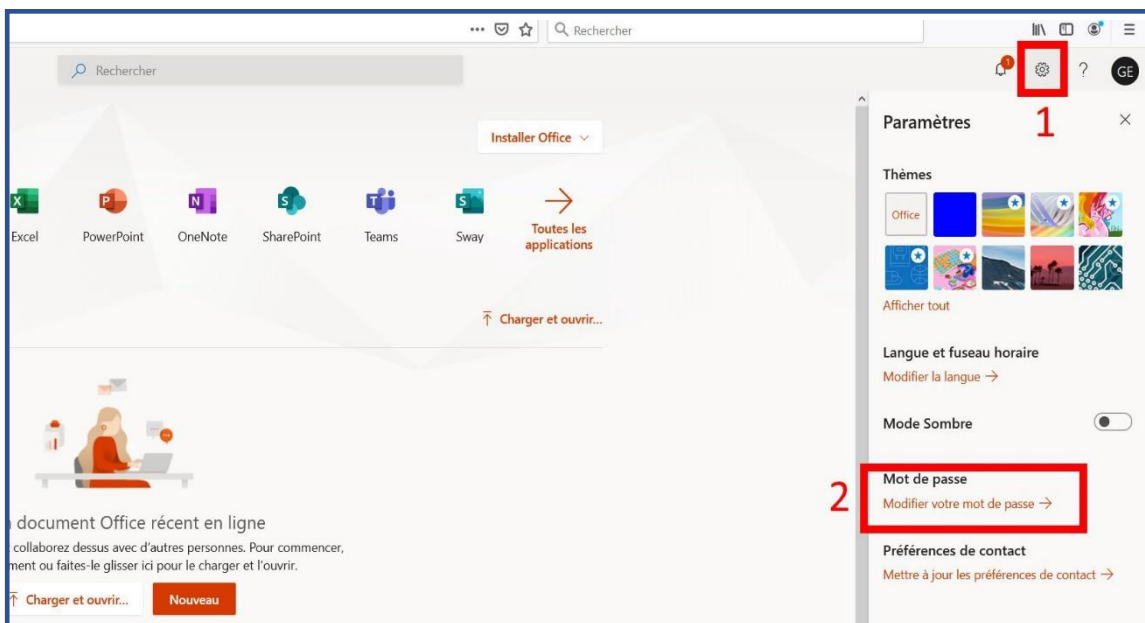 Rechercher
Rechercher
1
GE
1
Paramètres
Installer Office
Thèmes
Office
Excel
PowerPoint
OneNote
SharePoint
Teams
Sway
Toutes les
applications
Afficher tout
Charger et ouvrir...
Langue et fuseau horaire
Modifier la langue →
Mode Sombre
2
Mot de passe
Modifier votre mot de passe →
document Office récent en ligne
collaborez dessus avec d'autres personnes. Pour commencer,
ment ou faites-le glisser ici pour le charger et l'ouvrir.
Préférences de contact
Mettre à jour les préférences de contact →
Charger et ouvrir...
Nouveau